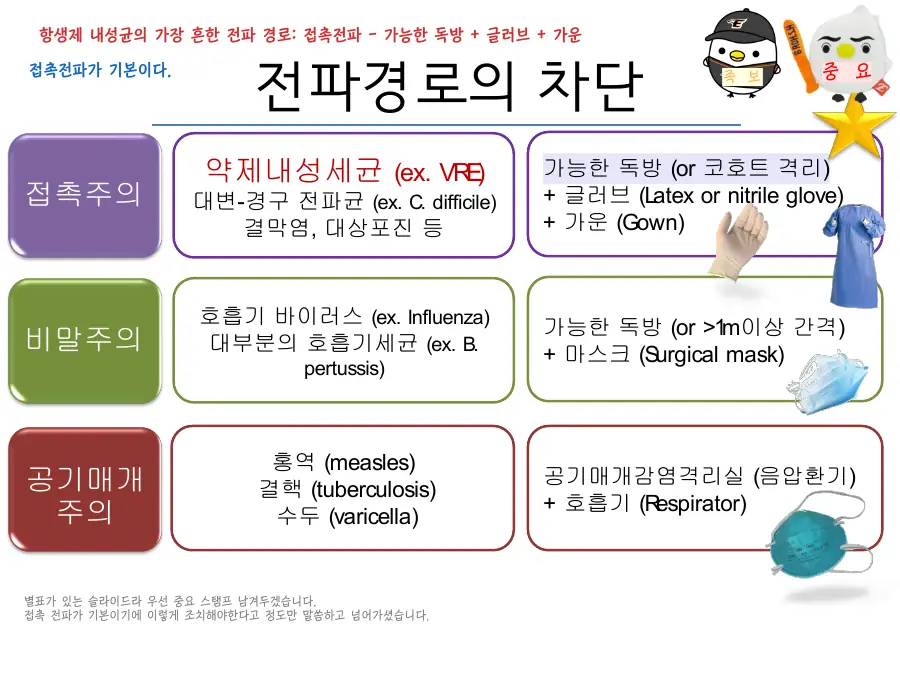 항생제 내성균의 가장 흔한 전파 경로: 접촉전파 - 가능한 독방 + 글러브 + 가운
접촉전파가 기본이다.
전파경로의 차단
E
족 보
중 요
접촉주의
약제내성세균 (ex. VRE)
대변-경구 전파균 (ex. C. difficile)
결막염, 대상포진 등
가능한 독방 (or 코호트 격리)
+ 글러브 (Latex or nitrile glove)
+ 가운 (Gown)
비말주의
호흡기 바이러스 (ex. Influenza)
대부분의 호흡기세균 (ex. B.
pertussis)
가능한 독방 (or >1m이상 간격)
+ 마스크 (Surgical mask)
공기매개
주의
홍역 (measles)
결핵 (tuberculosis)
수두 (varicella)
공기매개감염격리실 (음압환기)
+ 호흡기 (Respirator)
별표가 있는 슬라이드라 우선 중요 스탬프 남겨두겠습니다.
접촉 전파가 기본이기에 이렇게 조치해야한다고 정도만 말씀하고 넘어가셨습니다.